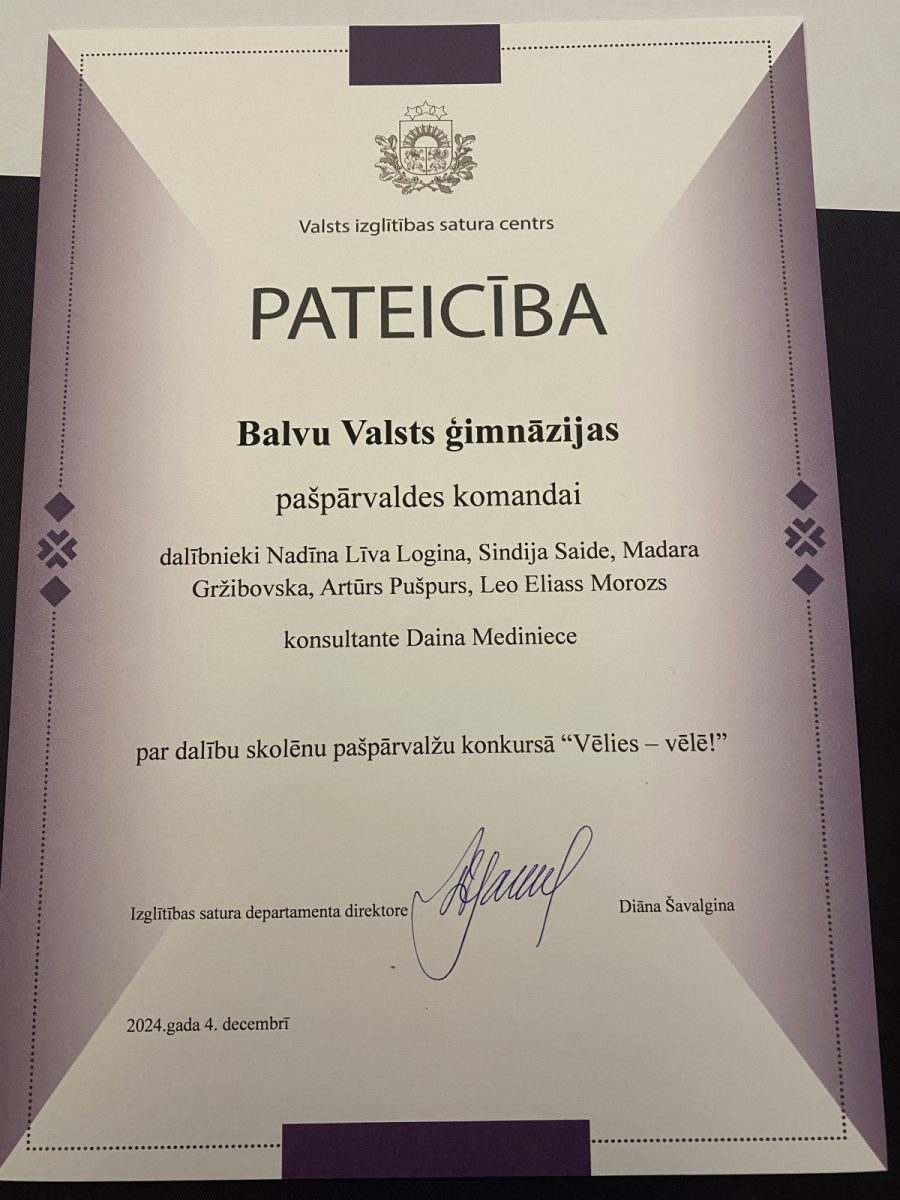 Valsts izglītības satura centrs
PATEICĪBA
Balvu Valsts ģimnāzijas
pašpārvaldes komandai
dalībnieki Nadīna Līva Logina, Sindija Saide, Madara
Gržibovska, Artūrs Pušpurs, Leo Eliass Morozs
konsultante Daina Mediniece
par dalību skolēnu pašpārvalžu konkursā “Vēlies – vēlē!”
Izglītības satura departamenta direktore Diāna Šavalgina
2024.gada 4. decembrī